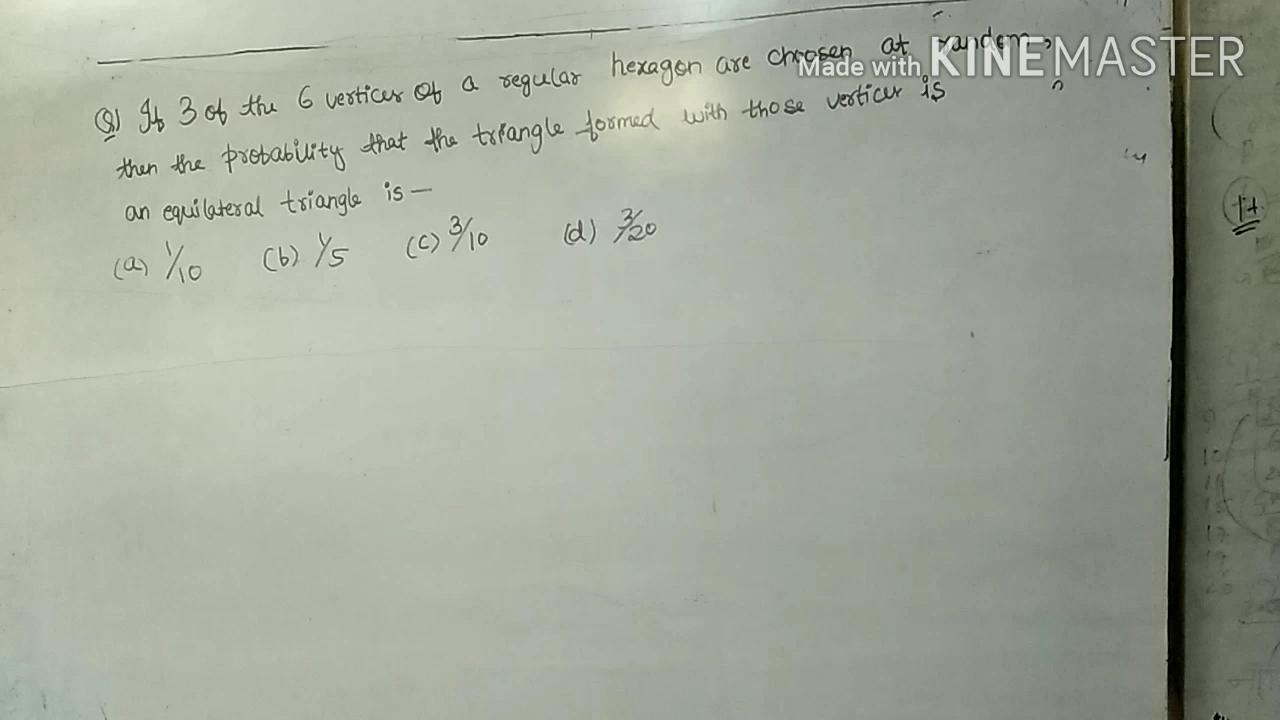 Q) If 3 of the 6 vertices of a regular hexagon are choosen at random,
Made with KINEMASTER
then the probability that the triangle formed with those vertices is
an equilateral triangle is —
(a) 1/10 (b) 1/5 (c) 3/10 (d) 3/20